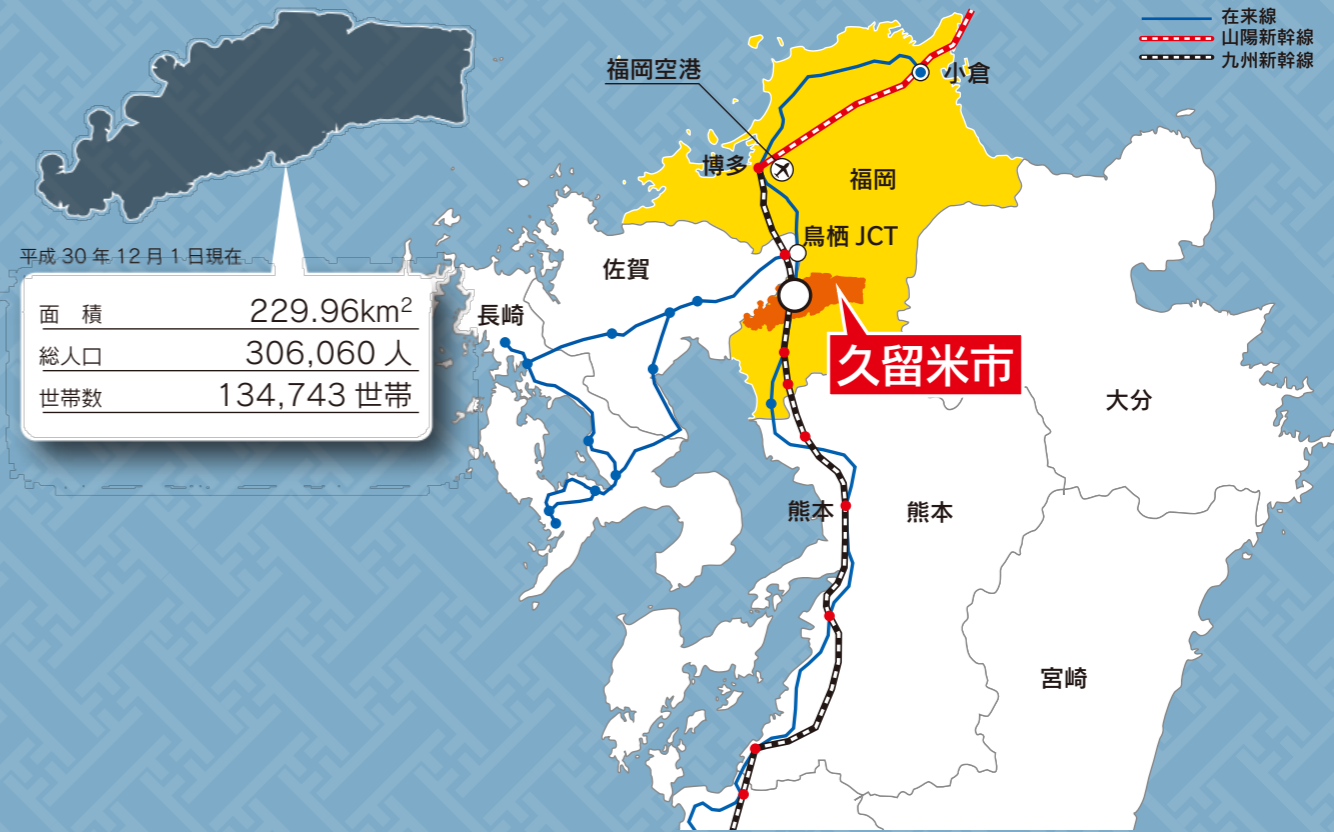 在来線
山陽新幹線
九州新幹線
福岡空港
小倉
博多
福岡
鳥栖 JCT
平成 30 年 12 月 1 日現在
面 積 229.96km²
総人口 306,060 人
世帯数 134,743 世帯
佐賀
長崎
久留米市
大分
熊本
熊本
宮崎